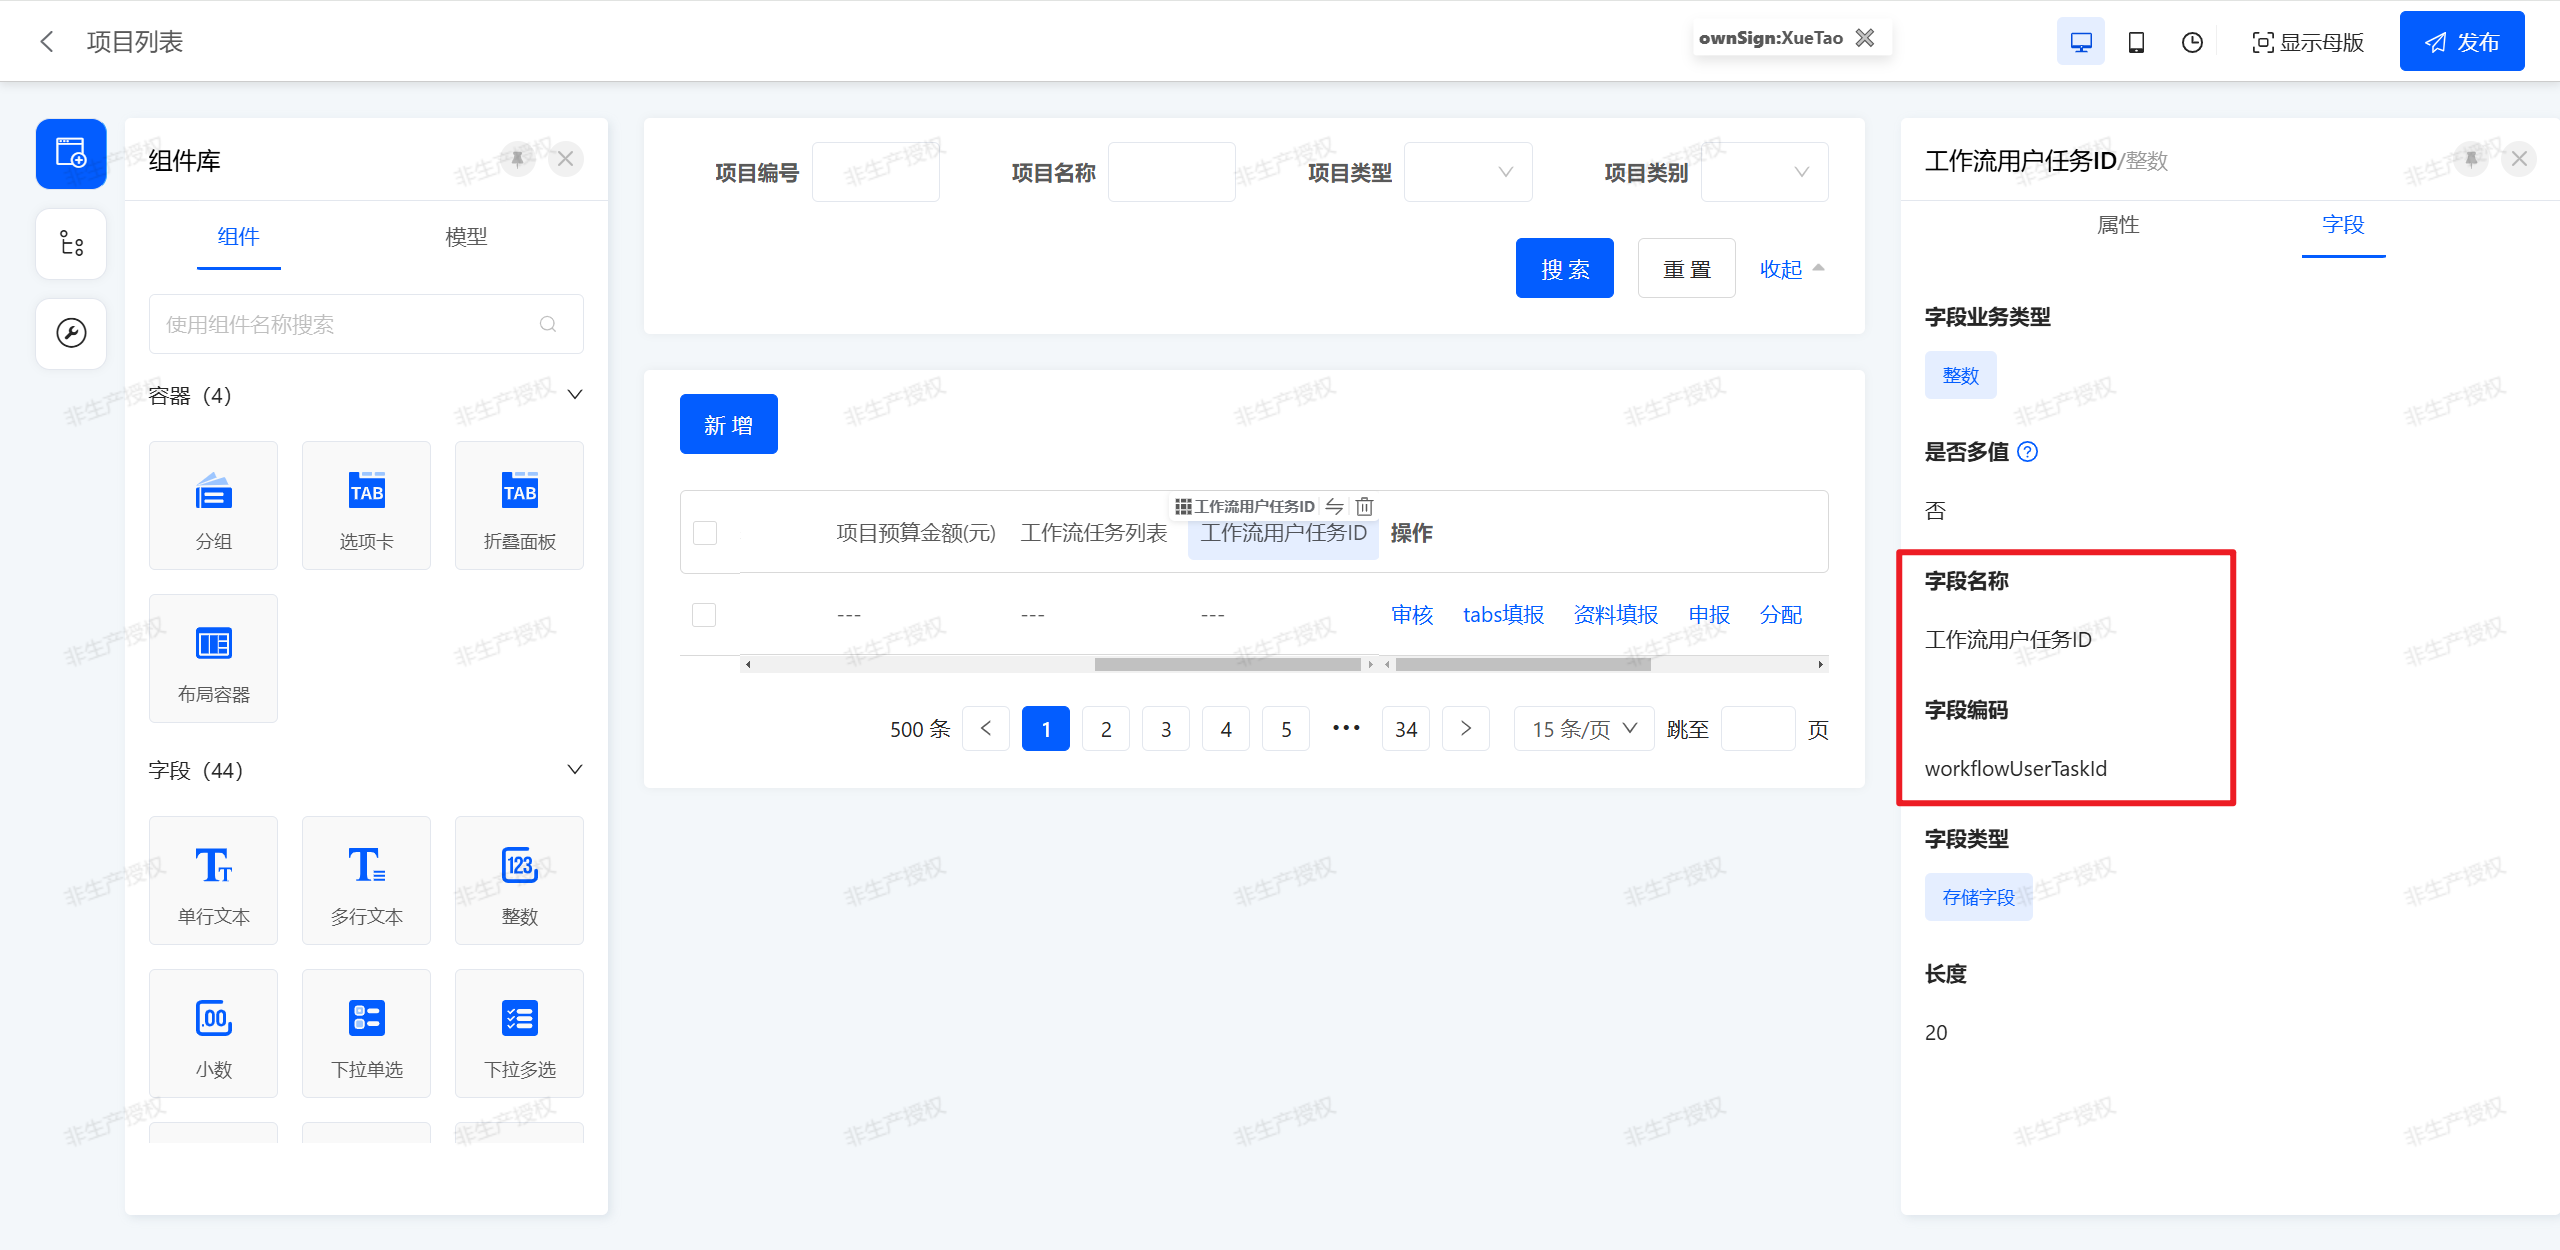 项目列表
ownSign:XueTao
显示母版
发布
组件库
组件
模型
使用组件名称搜索
容器（4）
分组
选项卡
折叠面板
布局容器
字段（44）
单行文本
多行文本
整数
小数
下拉单选
下拉多选
项目编号
项目名称
项目类型
项目类别
搜 索
重 置
收起
新 增
工作流用户任务ID
项目预算金额(元)
工作流任务列表
工作流用户任务ID
操作
---
---
---
审核
tabs填报
资料填报
申报
分配
500 条
1
2
3
4
5
•••
34
15 条/页
跳至
页
工作流用户任务ID/整数
属性
字段
字段业务类型
整数
是否多值
否
字段名称
工作流用户任务ID
字段编码
workflowUserTaskId
字段类型
存储字段
长度
20
非生产授权